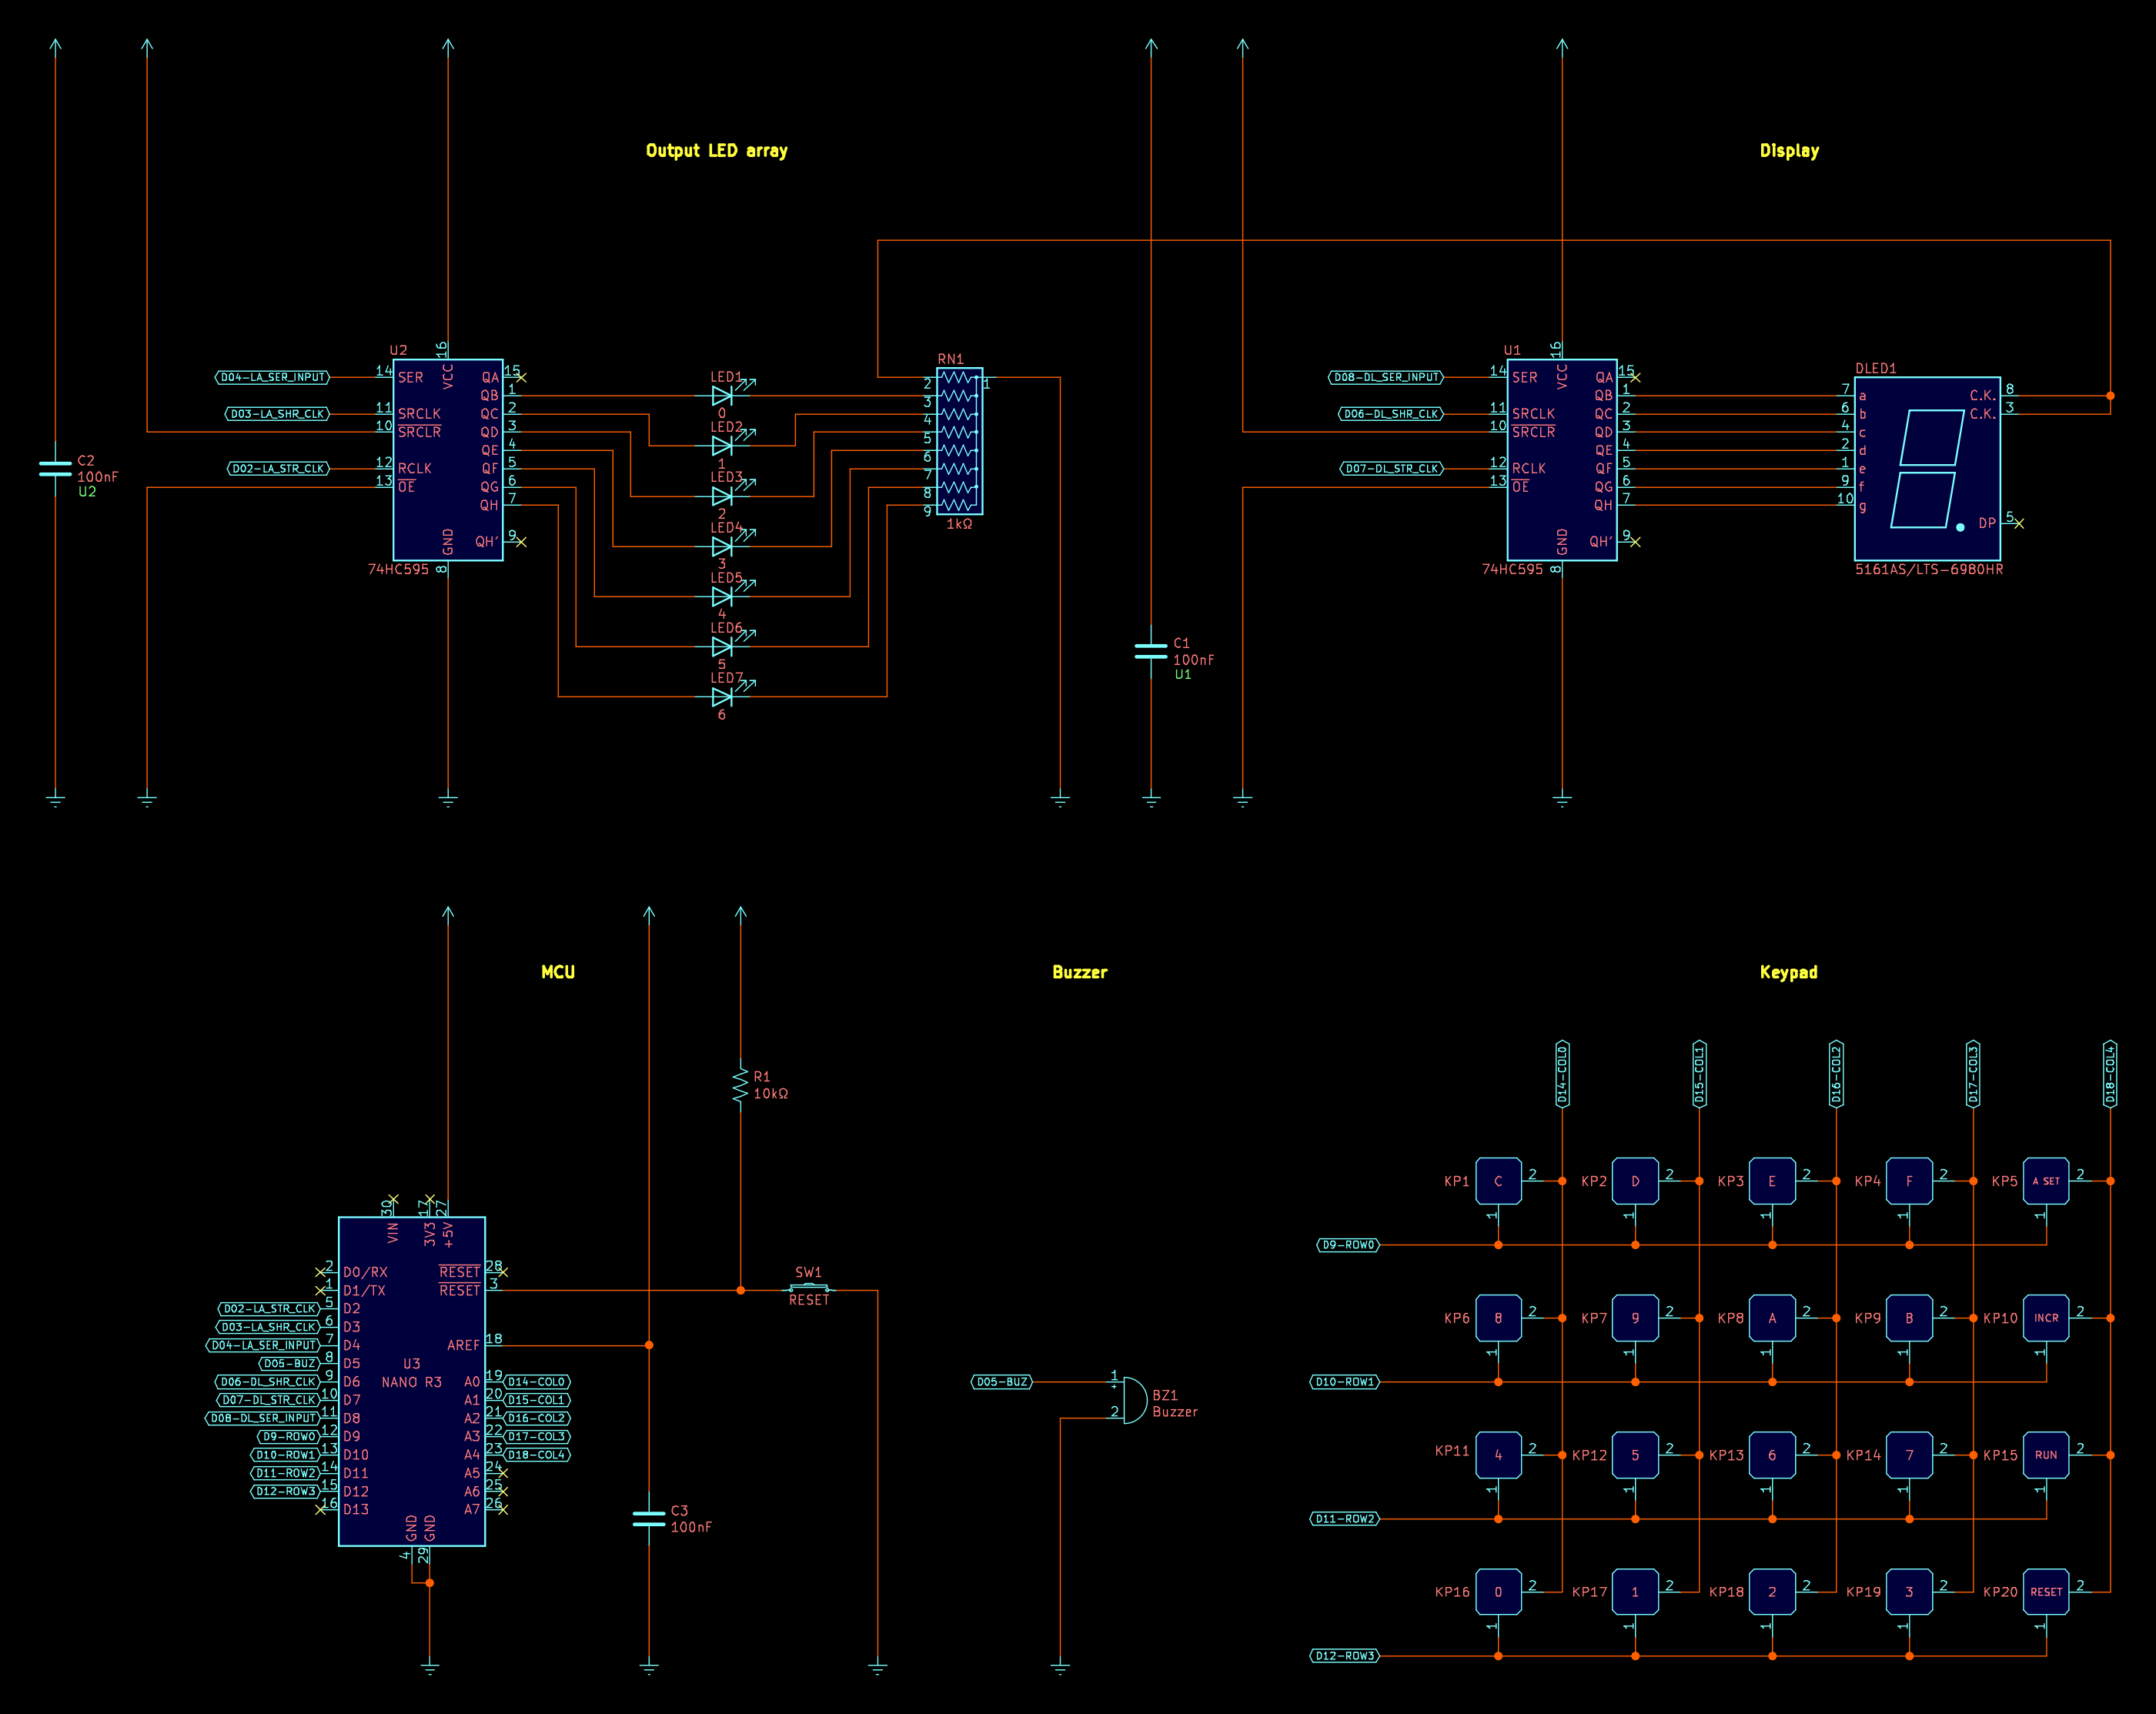 Output LED array
Display
U2
16
VCC
D04-LA_SER_INPUT
14
SER
QA
15
QB
1
D03-LA_SHR_CLK
11
SRCLK
QC
2
10
SRCLR
QD
3
QE
4
D02-LA_STR_CLK
12
RCLK
QF
5
13
OE
QG
6
QH
7
GND
QH'
9
74HC595
8
C2
100nF
U2
LED1
0
LED2
1
LED3
2
LED4
3
LED5
4
LED6
5
LED7
6
RN1
2
1
3
4
5
6
7
8
9
1kΩ
C1
100nF
U1
U1
16
VCC
D08-DL_SER_INPUT
14
SER
QA
15
QB
1
D06-DL_SHR_CLK
11
SRCLK
QC
2
10
SRCLR
QD
3
QE
4
D07-DL_STR_CLK
12
RCLK
QF
5
13
OE
QG
6
QH
7
GND
QH'
9
74HC595
8
DLED1
7
a
C.K.
8
6
b
C.K.
3
4
c
2
d
1
e
9
f
10
g
DP
5
5161AS/LTS-6980HR
MCU
Buzzer
Keypad
R1
10kΩ
30
17
27
VIN
3V3
+5V
2
D0/RX
RESET
28
1
D1/TX
RESET
3
D02-LA_STR_CLK
5
D2
D03-LA_SHR_CLK
6
D3
D04-LA_SER_INPUT
7
D4
AREF
18
D05-BUZ
8
D5
U3
D06-DL_SHR_CLK
9
D6
NANO R3
A0
19
D14-COL0
D07-DL_STR_CLK
10
D7
A1
20
D15-COL1
D08-DL_SER_INPUT
11
D8
A2
21
D16-COL2
D9-ROW0
12
D9
A3
22
D17-COL3
D10-ROW1
13
D10
A4
23
D18-COL4
D11-ROW2
14
D11
A5
24
D12-ROW3
15
D12
A6
25
16
D13
A7
26
GND
GND
4
29
SW1
RESET
C3
100nF
D05-BUZ
1
+
2
BZ1
Buzzer
D14-COL0
D15-COL1
D16-COL2
D17-COL3
D18-COL4
KP1
C
2
1
KP2
D
2
1
KP3
E
2
1
KP4
F
2
1
KP5
A SET
2
1
D9-ROW0
KP6
8
2
1
KP7
9
2
1
KP8
A
2
1
KP9
B
2
1
KP10
INCR
2
1
D10-ROW1
KP11
4
2
1
KP12
5
2
1
KP13
6
2
1
KP14
7
2
1
KP15
RUN
2
1
D11-ROW2
KP16
0
2
1
KP17
1
2
1
KP18
2
2
1
KP19
3
2
1
KP20
RESET
2
1
D12-ROW3